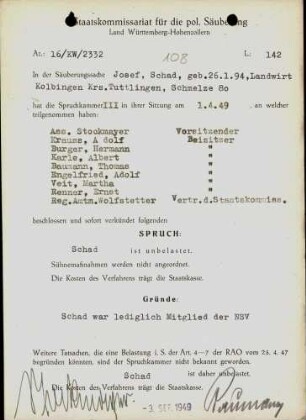 Staatskommissariat für die pol. Säuberung
Land Württemberg-Hohenzollern
Az.: 16/KW/2332
108
L. 142
In der Säuberungssache Josef, Schad, geb.26.1.94,Landwirt
Kolbingen Krs.Tuttlingen, Schmelze 80
hat die Spruchkammer III in ihrer Sitzung am 1.4.49 , an welcher
teilgenommen haben:
Ass. Stockmayer Vorsitzender
Krauss, Adolf Beisitzer
Burger, Hermann "
Karle, Albert "
Baumann, Thomas "
Engelfried, Adolf "
Veit, Martha "
Renner, Ernst "
Reg.Amtm.Wolfstetter Vertr.d.Staatskommiss.
beschlossen und sofort verkündet folgenden
SPRUCH:
Schad ist unbelastet.
Sühnemaßnahmen werden nicht angeordnet.
Die Kosten des Verfahrens trägt die Staatskasse.
Gründe:
Schad war lediglich Mitglied der NSV
Weitere Tatsachen, die eine Belastung i. S. der Art. 4—7 der RAO vom 25. 4. 47
begründen können, sind der Spruchkammer nicht bekannt geworden.
Schad ist daher unbelastet.
Die Kosten des Verfahrens trägt die Staatskasse.
-3. SEP. 1949
Baumann